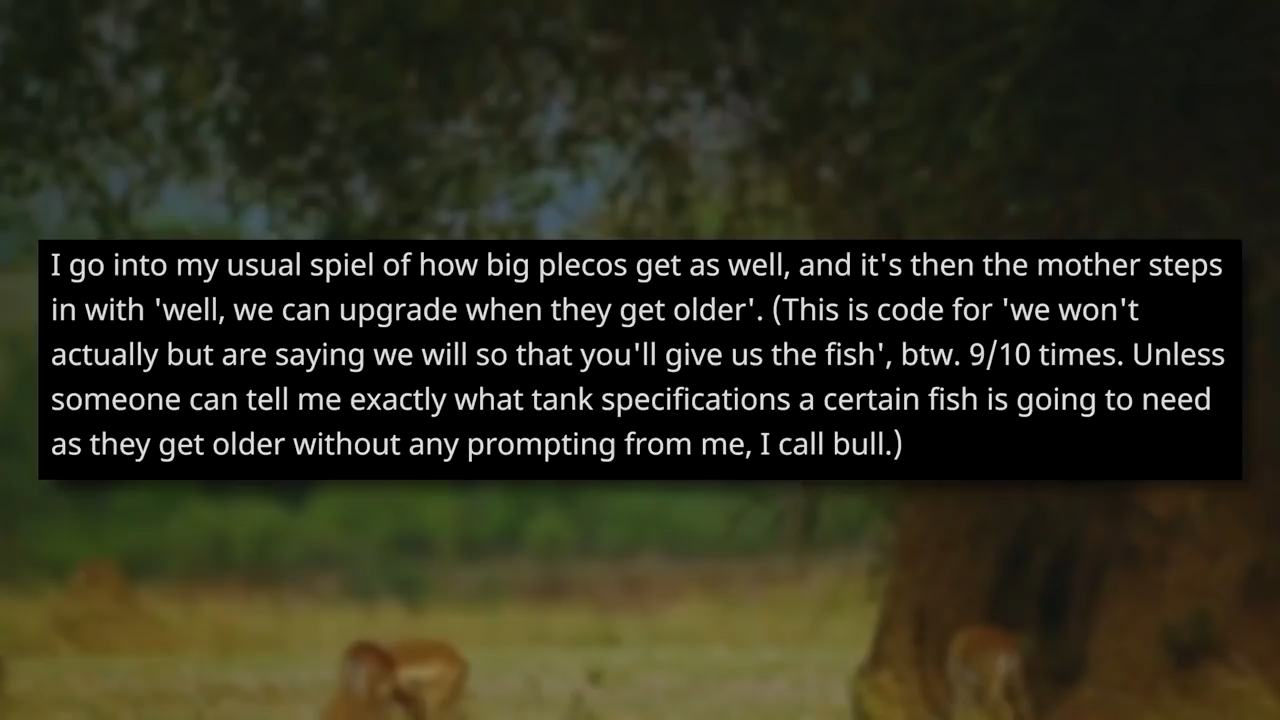 I go into my usual spiel of how big plecos get as well, and it's then the mother steps
in with 'well, we can upgrade when they get older'. (This is code for 'we won't
actually but are saying we will so that you'll give us the fish', btw. 9/10 times. Unless
someone can tell me exactly what tank specifications a certain fish is going to need
as they get older without any prompting from me, I call bull.)